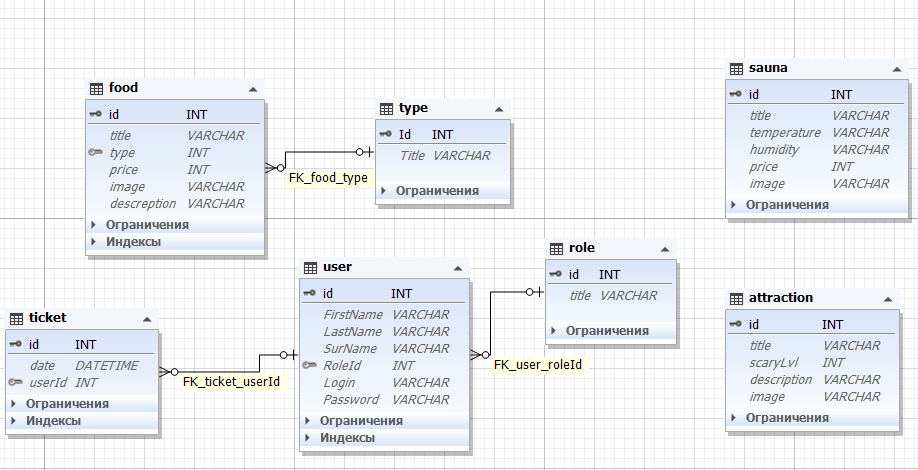 food
id INT
title VARCHAR
type INT
price INT
image VARCHAR
descreption VARCHAR
Ограничения
Индексы
FK_food_type
type
Id INT
Title VARCHAR
Ограничения
sauna
id INT
title VARCHAR
temperature VARCHAR
humidity VARCHAR
price INT
image VARCHAR
Ограничения
ticket
id INT
date DATETIME
userId INT
Ограничения
Индексы
FK_ticket_userId
user
id INT
FirstName VARCHAR
LastName VARCHAR
SurName VARCHAR
RoleId INT
Login VARCHAR
Password VARCHAR
Ограничения
Индексы
FK_user_roleId
role
id INT
title VARCHAR
Ограничения
attraction
id INT
title VARCHAR
scaryLvl INT
description VARCHAR
image VARCHAR
Ограничения